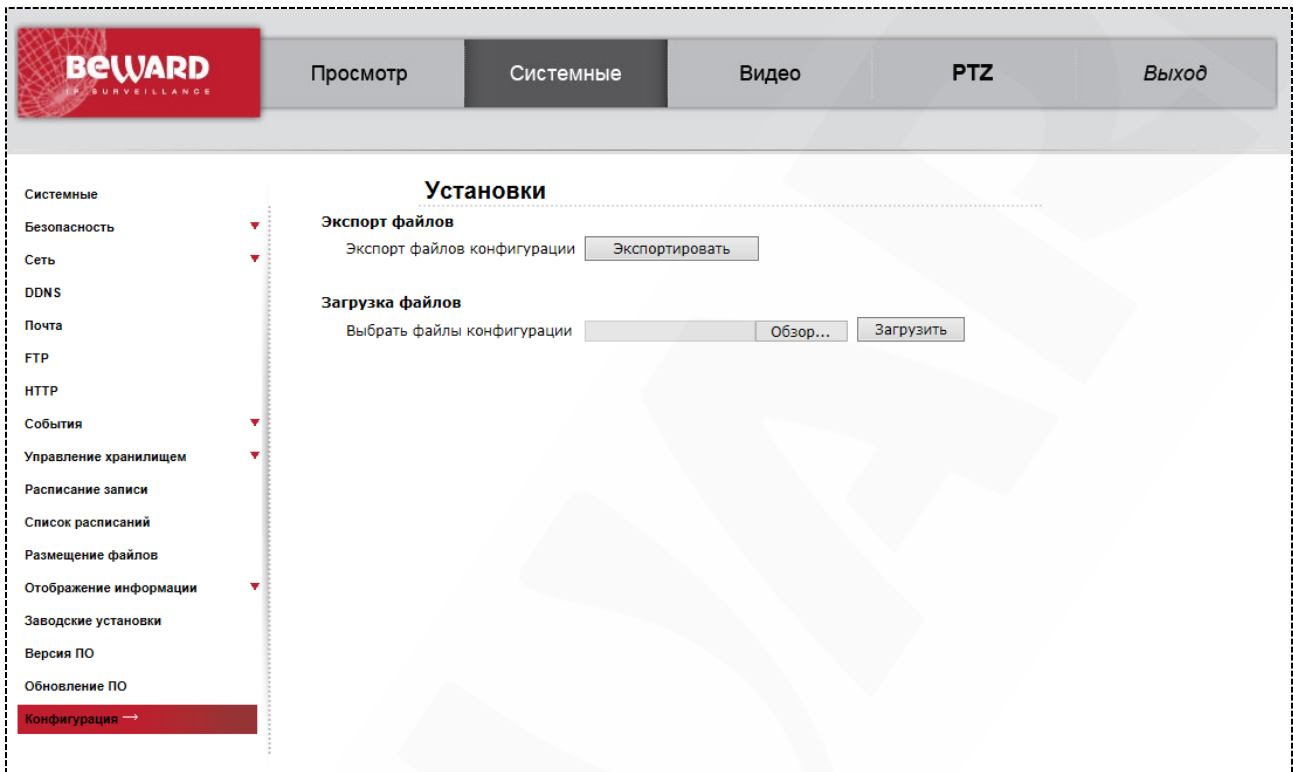 BEWARD
IP SURVEILLANCE
Просмотр
Системные
Видео
PTZ
Выход
Системные
Безопасность
Сеть
DDNS
Почта
FTP
HTTP
События
Управление хранилищем
Расписание записи
Список расписаний
Размещение файлов
Отображение информации
Заводские установки
Версия ПО
Обновление ПО
Конфигурация →
Установки
Экспорт файлов
Экспорт файлов конфигурации Экспортировать
Загрузка файлов
Выбрать файлы конфигурации Обзор... Загрузить